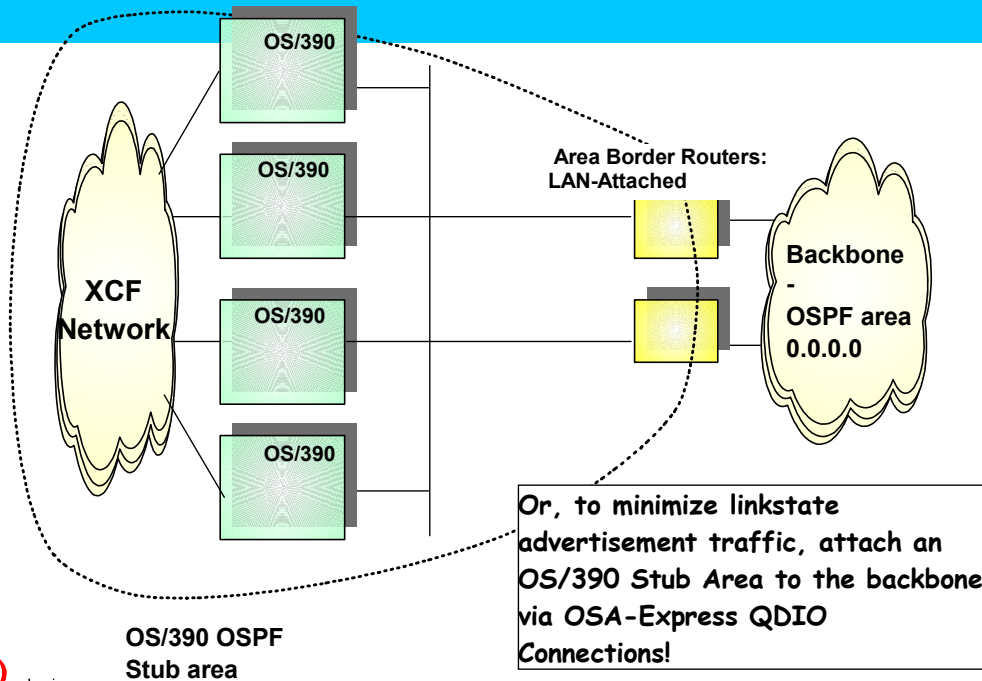 OS/390
OS/390
Area Border Routers:
LAN-Attached
XCF
Network
Backbone
-
OSPF area
0.0.0.0
OS/390
OS/390
Or, to minimize linkstate
advertisement traffic, attach an
OS/390 Stub Area to the backbone
via OSA-Express QDIO
Connections!
OS/390 OSPF
Stub area